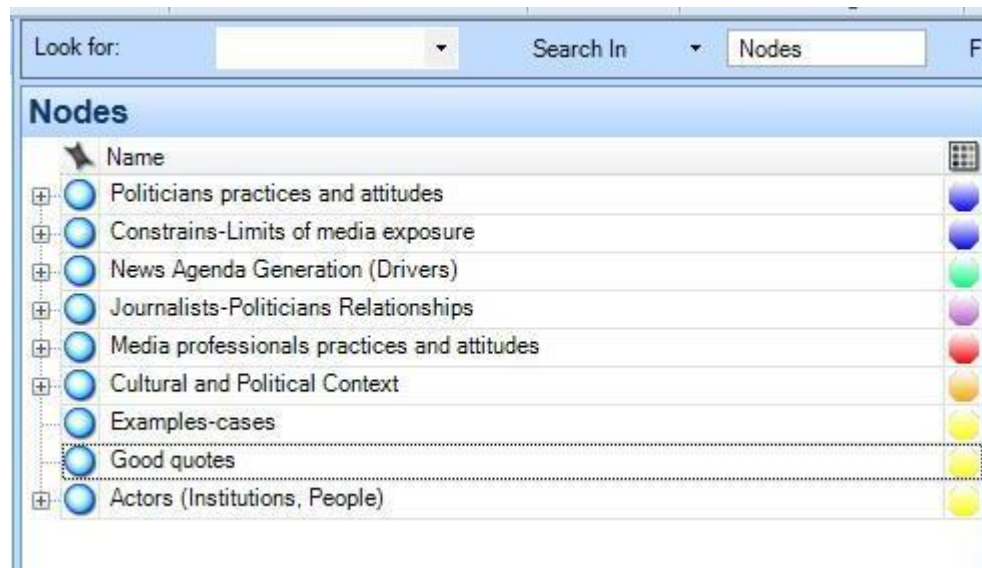 Look for: Search In Nodes F
Nodes
Name
Politicians practices and attitudes
Constrains-Limits of media exposure
News Agenda Generation (Drivers)
Journalists-Politicians Relationships
Media professionals practices and attitudes
Cultural and Political Context
Examples-cases
Good quotes
Actors (Institutions, People)